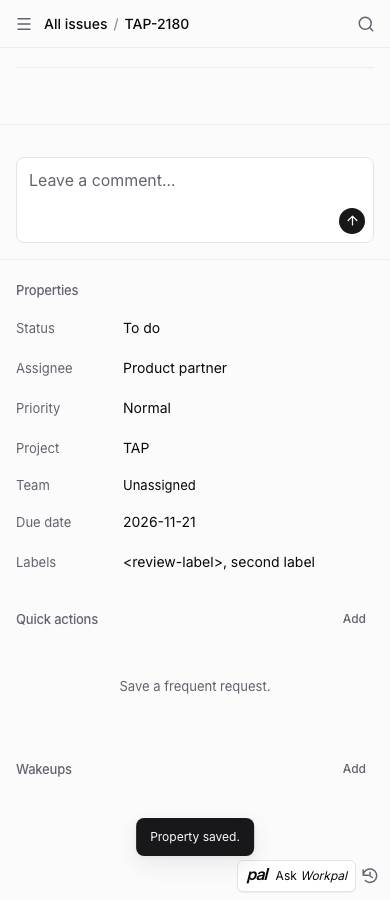 All issues / TAP-2180
Leave a comment...
Properties
Status To do
Assignee Product partner
Priority Normal
Project TAP
Team Unassigned
Due date 2026-11-21
Labels <review-label>, second label
Quick actions Add
Save a frequent request.
Wakeups Add
Property saved.
pal Ask Workpal